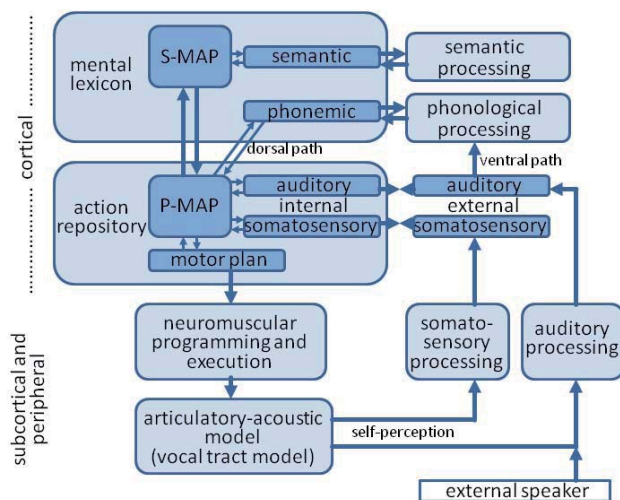 cortical
subcortical and
peripheral
mental
lexicon
S-MAP
semantic
semantic
processing
phonemic
phonological
processing
dorsal path
ventral path
action
repository
P-MAP
auditory
internal
somatosensory
auditory
external
somatosensory
motor plan
neuromuscular
programming and
execution
somato-
sensory
processing
auditory
processing
articulatory-acoustic
model
(vocal tract model)
self-perception
external speaker